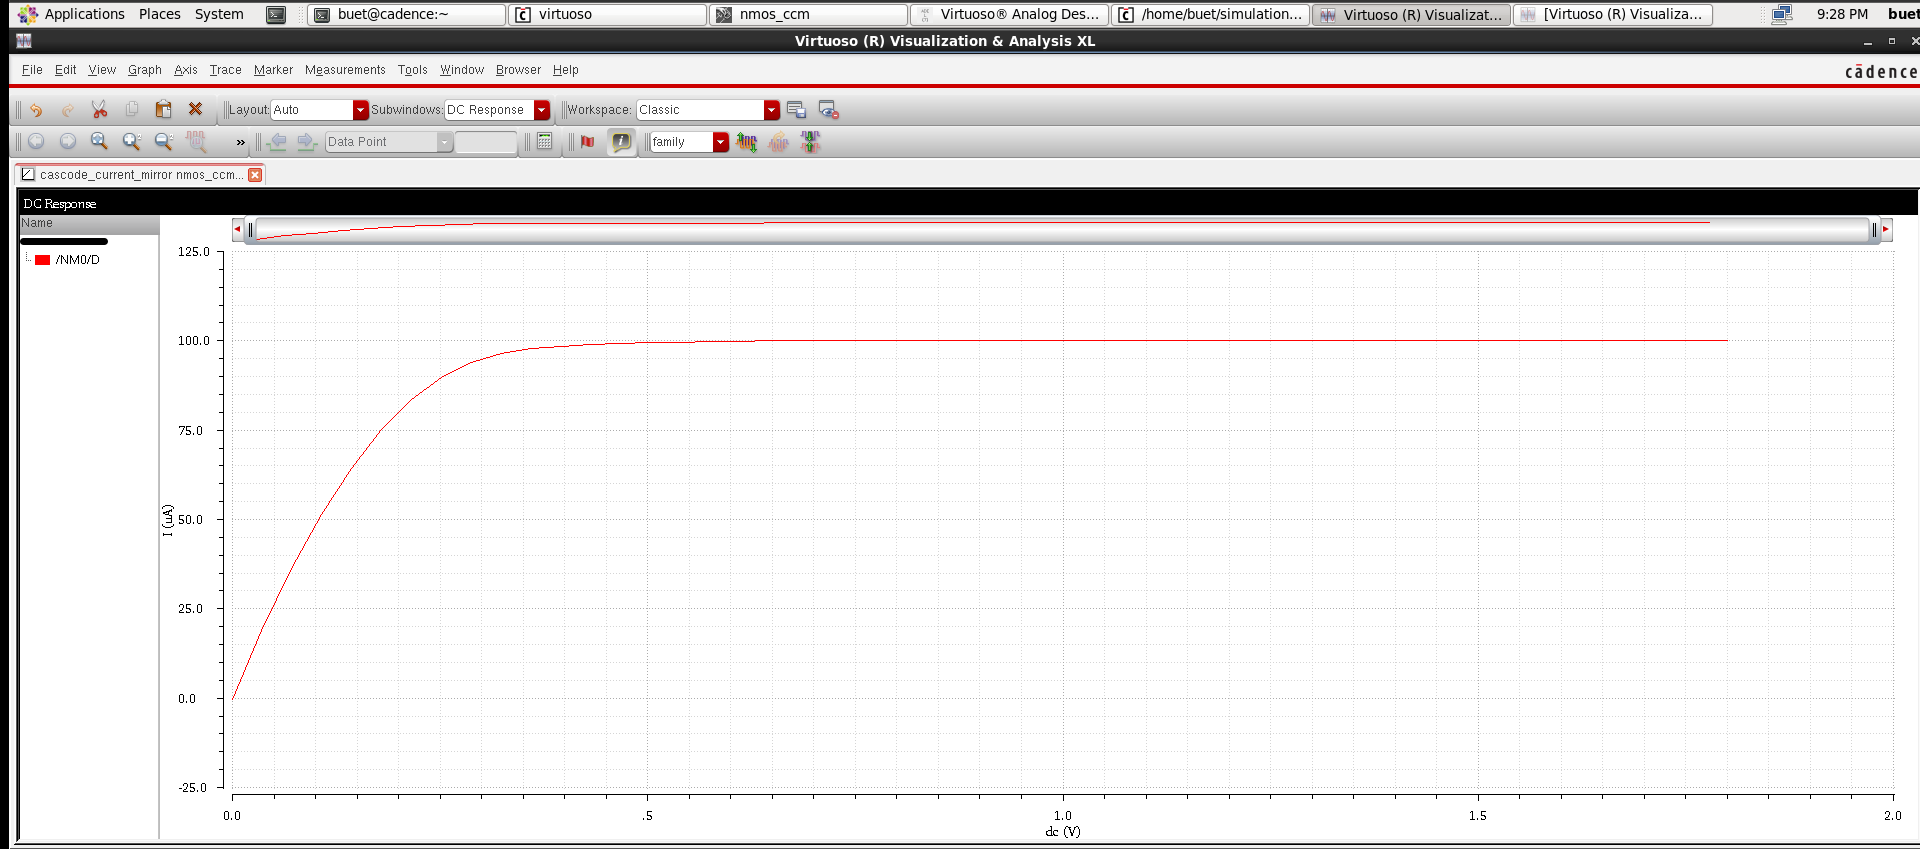 Applications Places System buet@cadence:~ virtuoso nmos_ccm Virtuoso® Analog Des... /home/buet/simulation... Virtuoso (R) Visualizat... [Virtuoso (R) Visualiza... 9:28 PM buet
Virtuoso (R) Visualization & Analysis XL
File Edit View Graph Axis Trace Marker Measurements Tools Window Browser Help
cādence
Layout: Auto Subwindows: DC Response Workspace: Classic
» Data Point family
cascode_current_mirror nmos_ccm...
DC Response
Name
/NM0/D
125.0
100.0
75.0
50.0
25.0
0.0
-25.0
I (uA)
0.0 .5 1.0 1.5 2.0
dc (V)